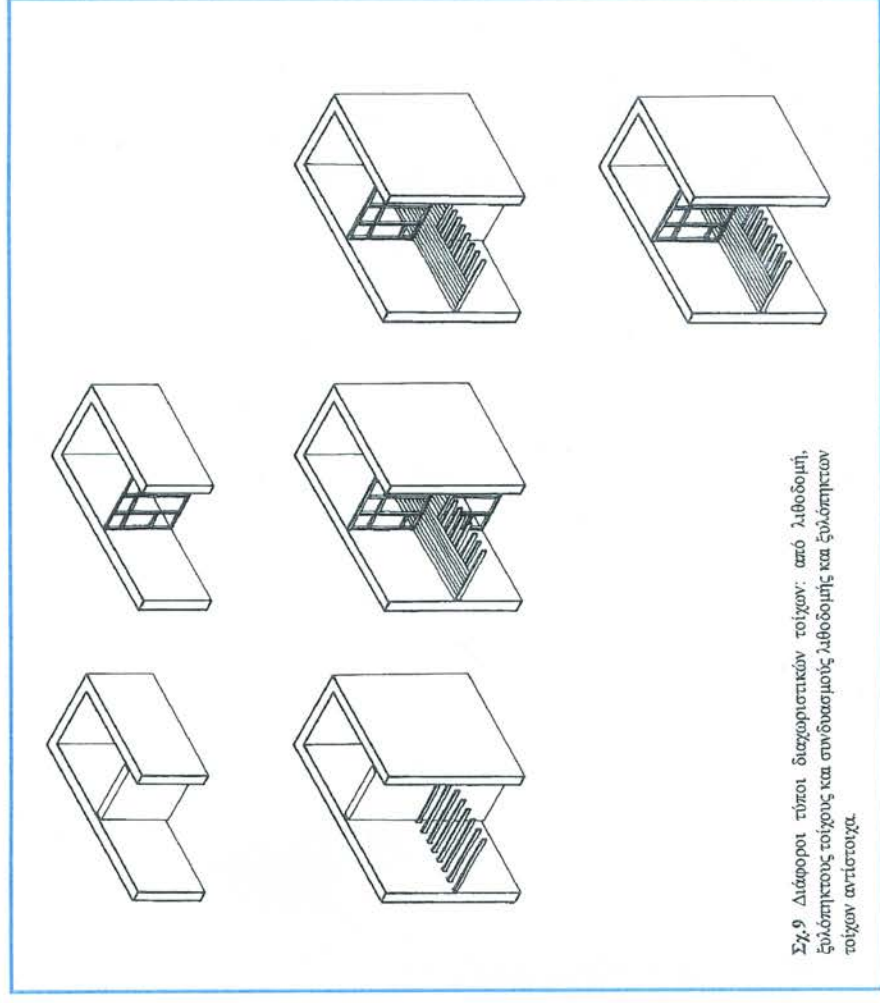 Σχ.9 Διάφοροι τύποι διαχωριστικών τοίχων: από λιθοδομή,
ξυλόπηκτους τοίχους και συνδυασμούς λιθοδομής και ξυλόπηκτων
τοίχων αντίστοιχα